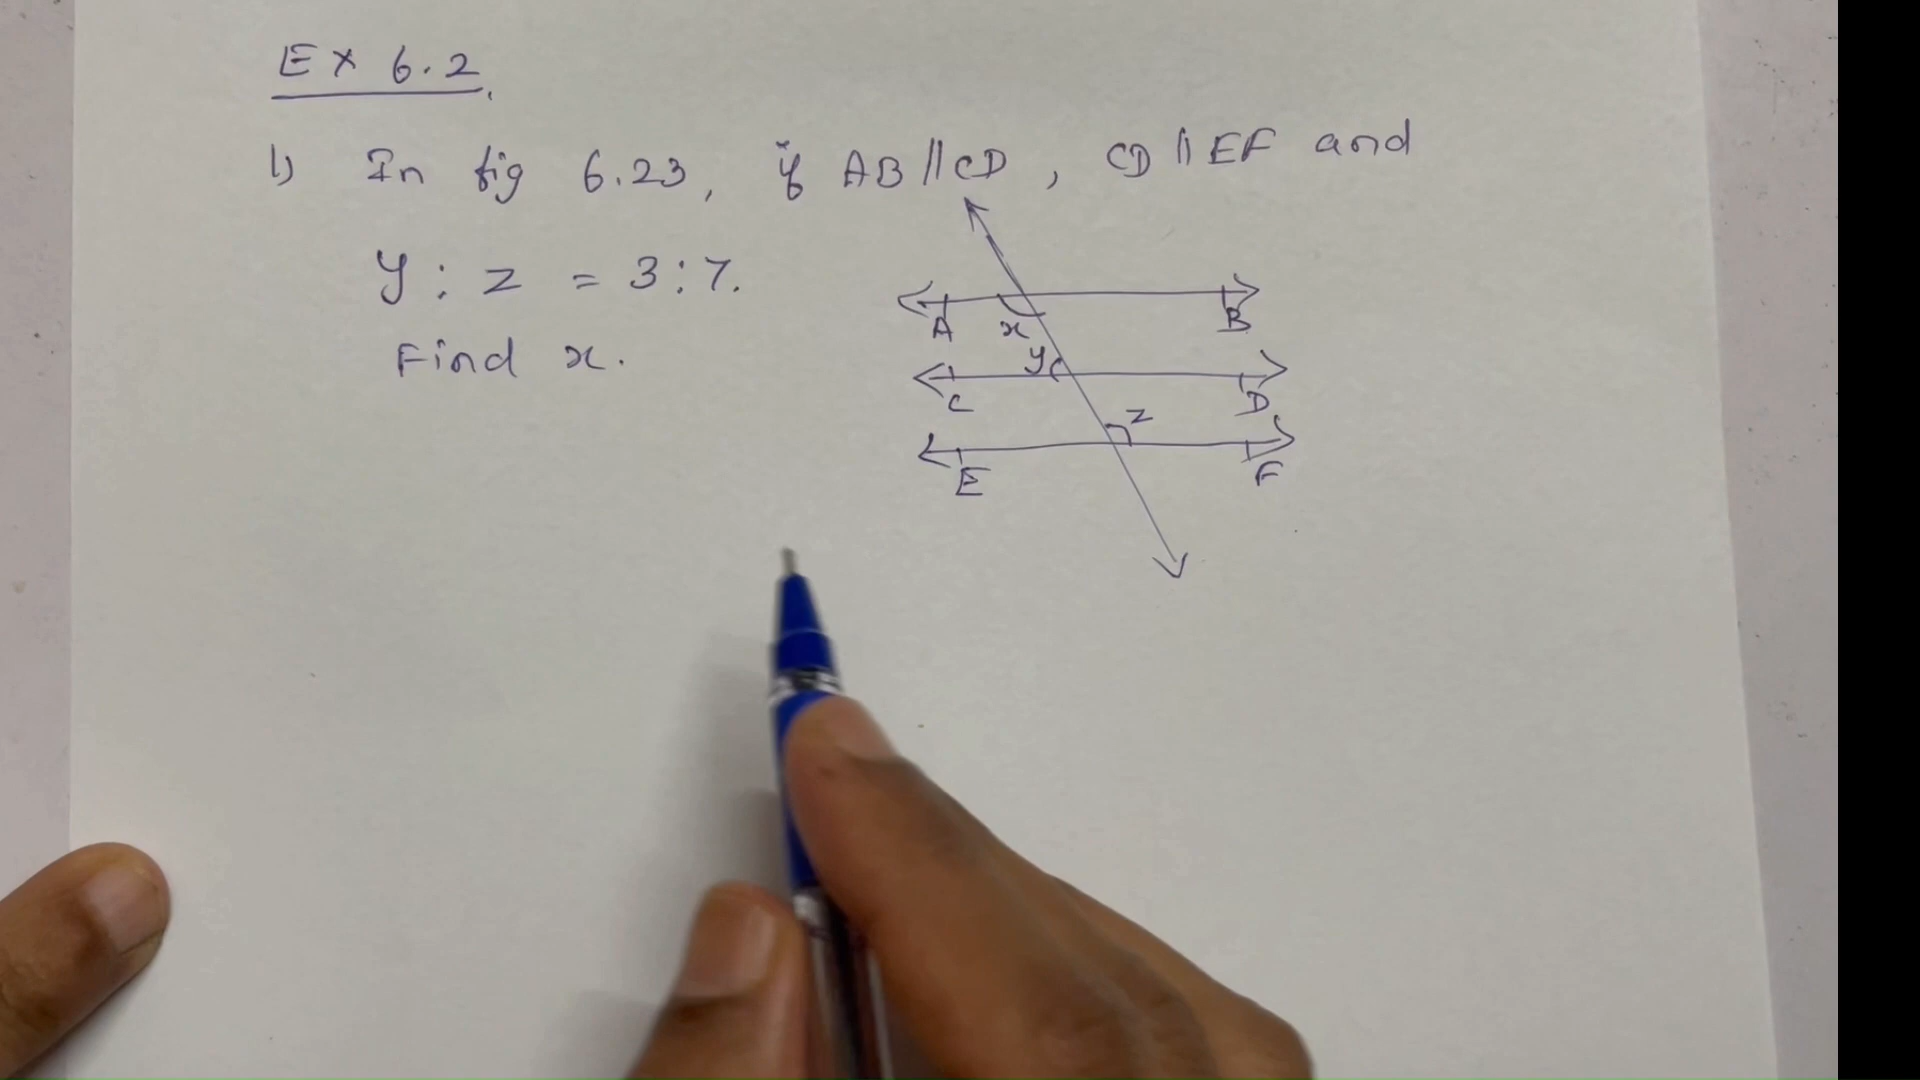 Ex 6.2.
1) In fig 6.23, if AB||CD, CD||EF and
y : z = 3:7.
Find x.
A x B
y
C D
z
E F